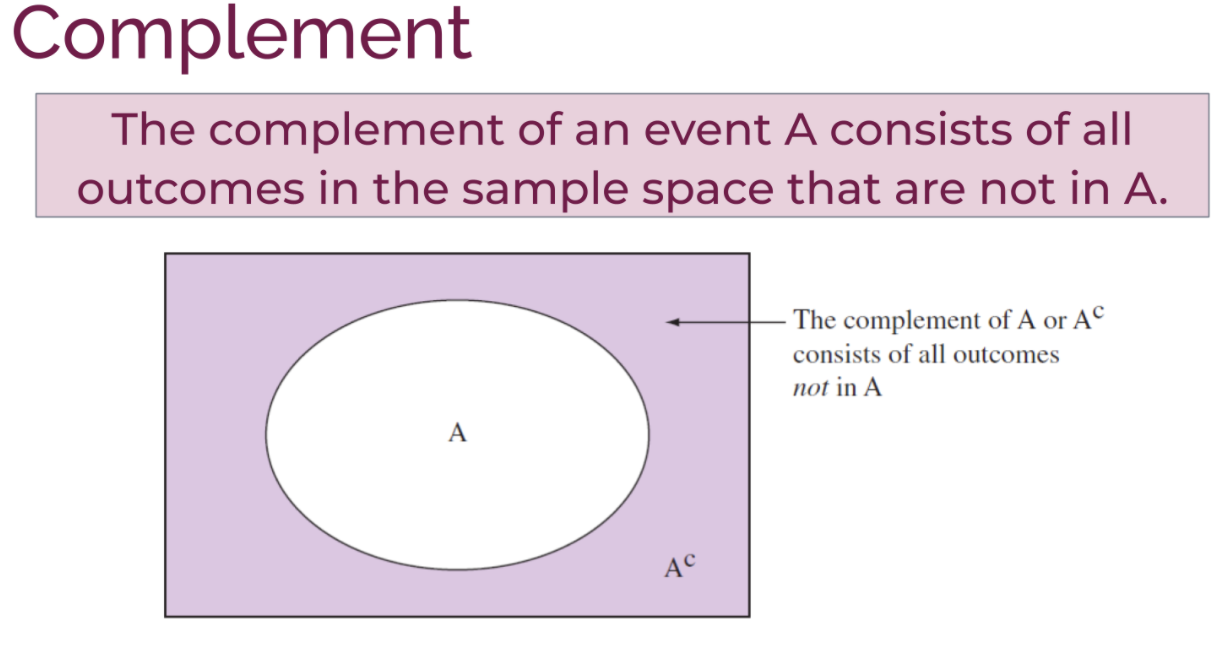 Complement
The complement of an event A consists of all
outcomes in the sample space that are not in A.
The complement of A or Aᶜ
consists of all outcomes
not in A
A
Aᶜ